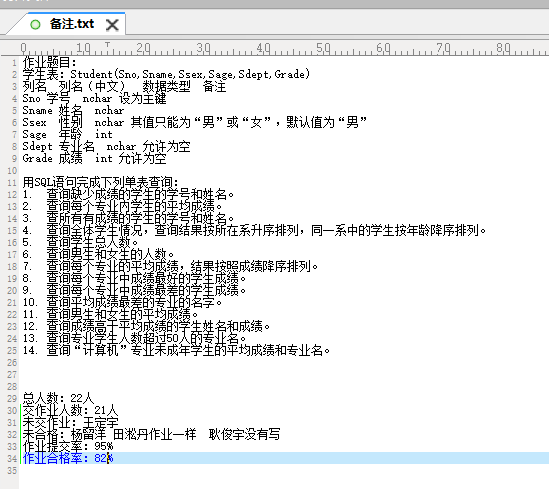 备注.txt
0 10 20 30 40 50 60 70 80
1 作业题目：
2 学生表：Student(Sno,Sname,Ssex,Sage,Sdept,Grade)
3 列名 列名（中文） 数据类型 备注
4 Sno 学号 nchar 设为主键
5 Sname 姓名 nchar
6 Ssex 性别 nchar 其值只能为“男”或“女”，默认值为“男”
7 Sage 年龄 int
8 Sdept 专业名 nchar 允许为空
9 Grade 成绩 int 允许为空
10
11 用SQL语句完成下列单表查询：
12 1. 查询缺少成绩的学生的学号和姓名。
13 2. 查询每个专业内学生的平均成绩。
14 3. 查所有有成绩的学生的学号和姓名。
15 4. 查询全体学生情况，查询结果按所在系升序排列，同一系中的学生按年龄降序排列。
16 5. 查询学生总人数。
17 6. 查询男生和女生的人数。
18 7. 查询每个专业的平均成绩，结果按照成绩降序排列。
19 8. 查询每个专业中成绩最好的学生成绩。
20 9. 查询每个专业中成绩最差的学生成绩。
21 10. 查询平均成绩最差的专业的名字。
22 11. 查询男生和女生的平均成绩。
23 12. 查询成绩高于平均成绩的学生姓名和成绩。
24 13. 查询专业学生人数超过50人的专业名。
25 14. 查询“计算机”专业未成年学生的平均成绩和专业名。
26
27
28
29 总人数：22人
30 交作业人数：21人
31 未交作业：王宗宇
32 未合格：杨留洋 田淞丹作业一样 耿俊宇没有写
33 作业提交率：95%
34 作业合格率：82%
35